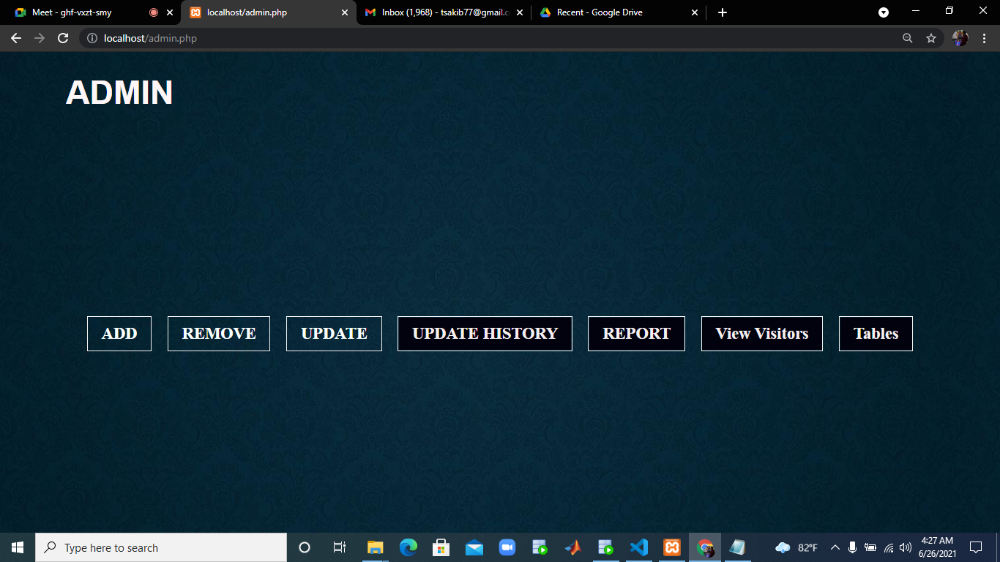 Meet - ghf-vxzt-smy
localhost/admin.php
Inbox (1,968) - tsakib77@gmail.c
Recent - Google Drive
localhost/admin.php
ADMIN
ADD
REMOVE
UPDATE
UPDATE HISTORY
REPORT
View Visitors
Tables
Type here to search
82°F
4:27 AM
6/26/2021